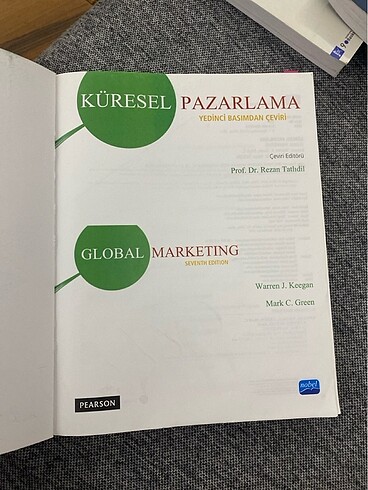 KÜRESEL PAZARLAMA
YEDİNCİ BASIMDAN ÇEVİRİ
Çeviri Editörü
Prof. Dr. Rezan Tatlıdil
GLOBAL MARKETING
SEVENTH EDITION
Warren J. Keegan
Mark C. Green
PEARSON
nobel